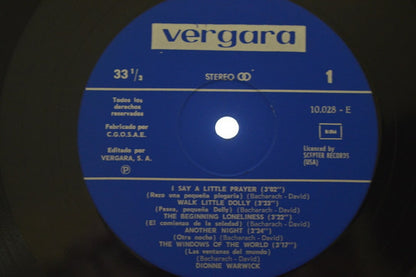 vergara
33 1/3
STEREO
1
Todos los
derechos
reservados
10.028 - E
Fabricado por
C.G.O.S.A.E.
Editado por
VERGARA, S. A.
P
Licenced by
SCEPTER RECORDS
(USA)
I SAY A LITTLE PRAYER (3'02")
(Rezo una pequeña plegaria) (Bacharach - David)
WALK LITTLE DOLLY (3'23")
(Pasea, pequeña Dolly) (Bacharach - David)
THE BEGINNING LONELINESS (3'22")
(El comienzo de la soledad) (Bacharach - David)
ANOTHER NIGHT (2'24")
(Otra noche) (Bacharach - David)
THE WINDOWS OF THE WORLD (3'17")
(Las ventanas del mundo)
(Bacharach - David)
DIONNE WARWICK